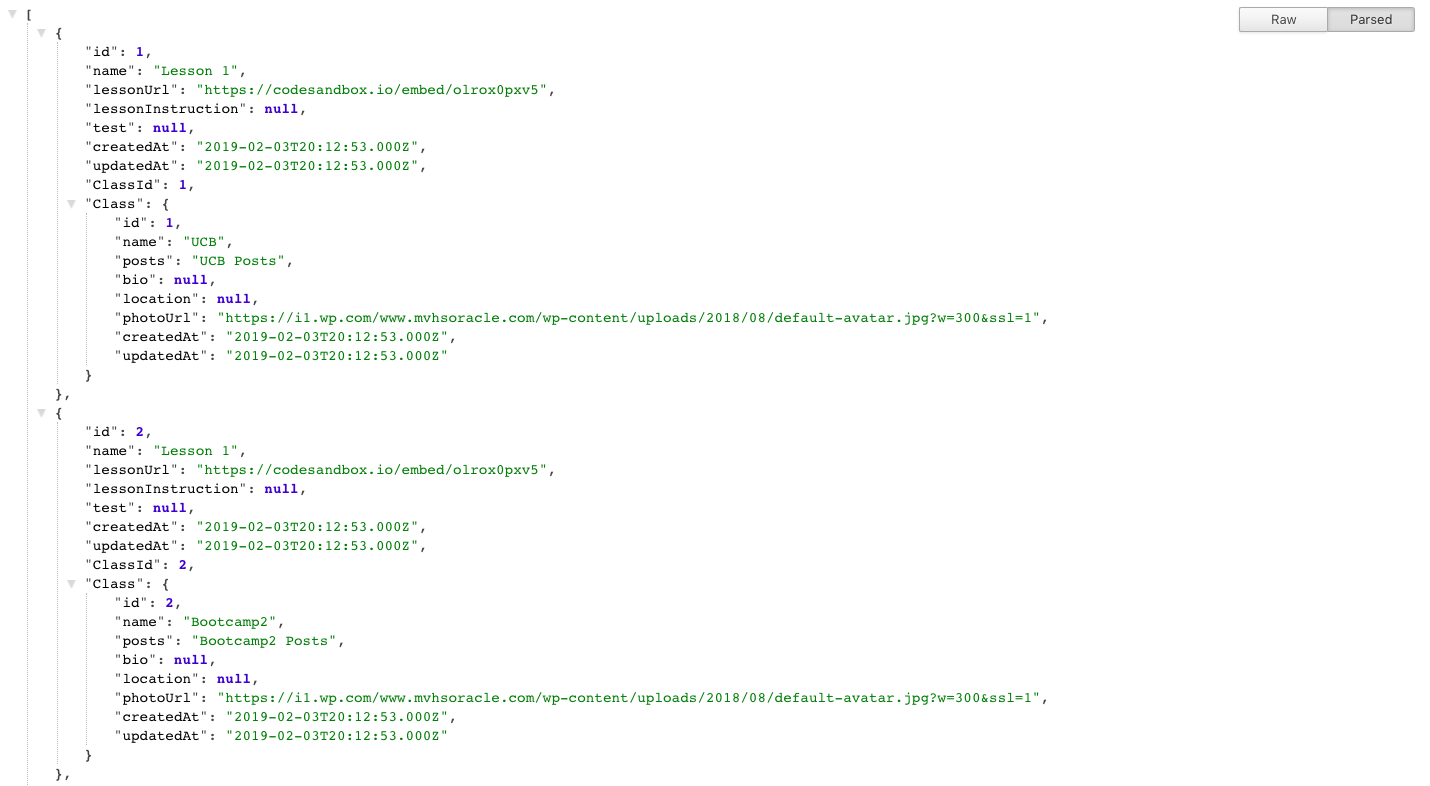 [
Raw Parsed
{
"id": 1,
"name": "Lesson 1",
"lessonUrl": "https://codesandbox.io/embed/olrox0pxv5",
"lessonInstruction": null,
"test": null,
"createdAt": "2019-02-03T20:12:53.000Z",
"updatedAt": "2019-02-03T20:12:53.000Z",
"ClassId": 1,
"Class": {
"id": 1,
"name": "UCB",
"posts": "UCB Posts",
"bio": null,
"location": null,
"photoUrl": "https://i1.wp.com/www.mvhsoracle.com/wp-content/uploads/2018/08/default-avatar.jpg?w=300&ssl=1",
"createdAt": "2019-02-03T20:12:53.000Z",
"updatedAt": "2019-02-03T20:12:53.000Z"
}
},
{
"id": 2,
"name": "Lesson 1",
"lessonUrl": "https://codesandbox.io/embed/olrox0pxv5",
"lessonInstruction": null,
"test": null,
"createdAt": "2019-02-03T20:12:53.000Z",
"updatedAt": "2019-02-03T20:12:53.000Z",
"ClassId": 2,
"Class": {
"id": 2,
"name": "Bootcamp2",
"posts": "Bootcamp2 Posts",
"bio": null,
"location": null,
"photoUrl": "https://i1.wp.com/www.mvhsoracle.com/wp-content/uploads/2018/08/default-avatar.jpg?w=300&ssl=1",
"createdAt": "2019-02-03T20:12:53.000Z",
"updatedAt": "2019-02-03T20:12:53.000Z"
}
},